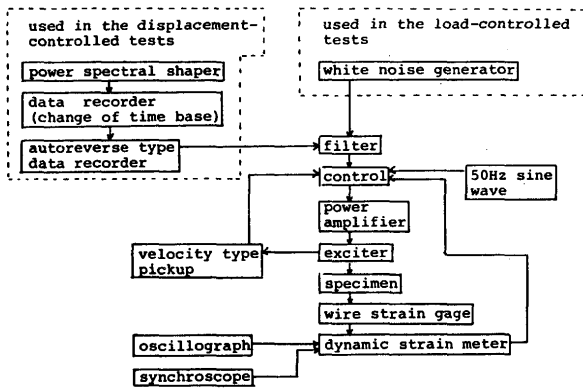 used in the displacement-
controlled tests
power spectral shaper
data recorder
(change of time base)
autoreverse type
data recorder
used in the load-controlled
tests
white noise generator
filter
control
50Hz sine
wave
power
amplifier
velocity type
pickup
exciter
specimen
wire strain gage
oscillograph
dynamic strain meter
synchroscope